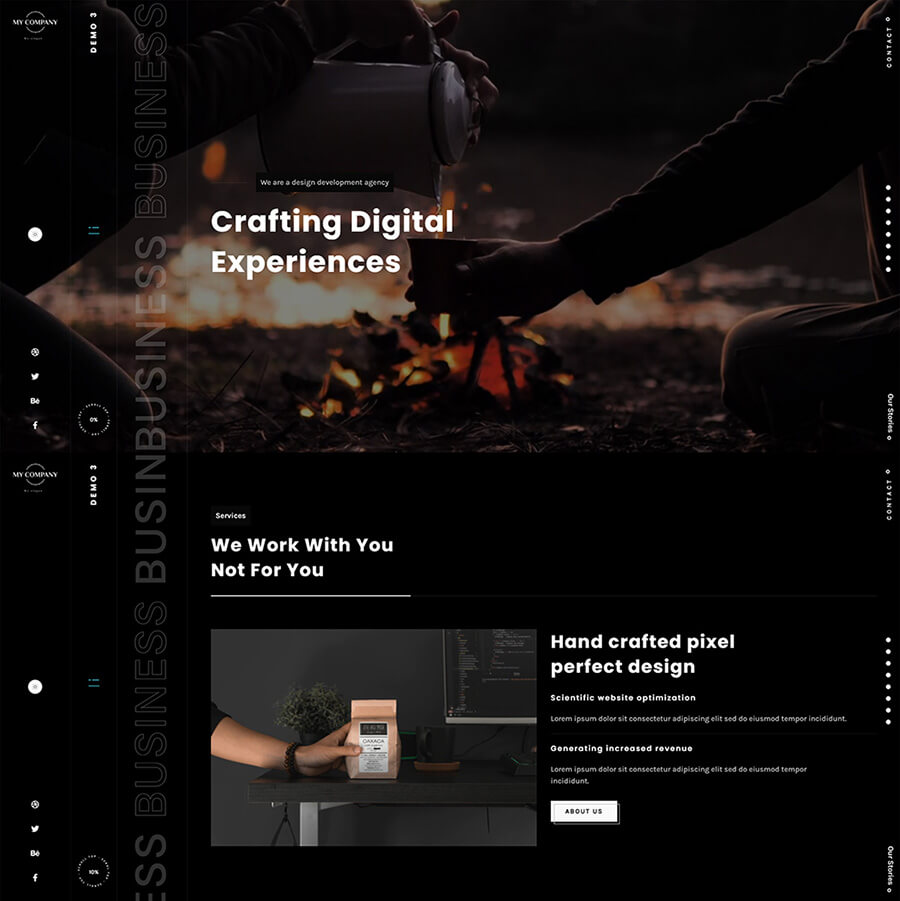 MY COMPANY
DEMO 3
BUSINESS
BUSINESS
BUSIN
CONTACT
We are a design development agency
Crafting Digital
Experiences
Bē
0%
Our Stories
MY COMPANY
DEMO 3
BUSINESS
BUSINESS
BUSINESS
ESS
CONTACT
Services
We Work With You
Not For You
Hand crafted pixel
perfect design
Scientific website optimization
Lorem ipsum dolor sit consectetur adipiscing elit sed do eiusmod tempor incididunt.
Generating increased revenue
Lorem ipsum dolor sit consectetur adipiscing elit sed do eiusmod tempor
incididunt.
ABOUT US
OAXACA
Bē
10%
Our Stories